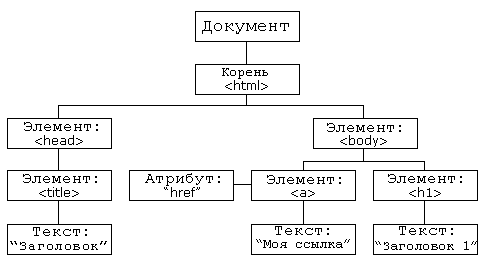 Документ
Корень
<html>
Элемент:
<head>
Элемент:
<body>
Элемент:
<title>
Атрибут:
"href"
Элемент:
<a>
Элемент:
<h1>
Текст:
"Заголовок"
Текст:
"Моя ссылка"
Текст:
"Заголовок 1"